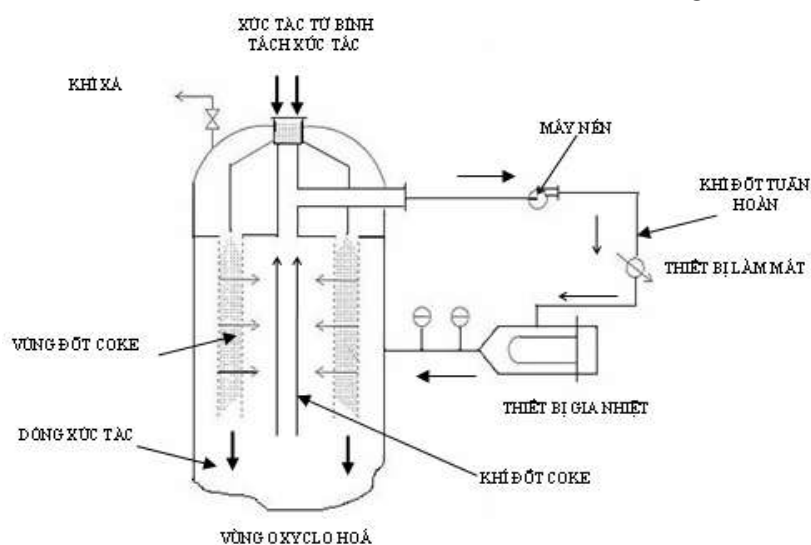 XÚC TÁC TỪ BÌNH
TÁCH XÚC TÁC
KHÍ XẢ
MÁY NÉN
KHÍ ĐỐT TUẦN
HOÀN
THIẾT BỊ LÀM MÁT
VÙNG ĐỐT COKE
THIẾT BỊ GIA NHIỆT
DÒNG XÚC TÁC
KHÍ ĐỐT COKE
VÙNG OXYCLO HOÁ